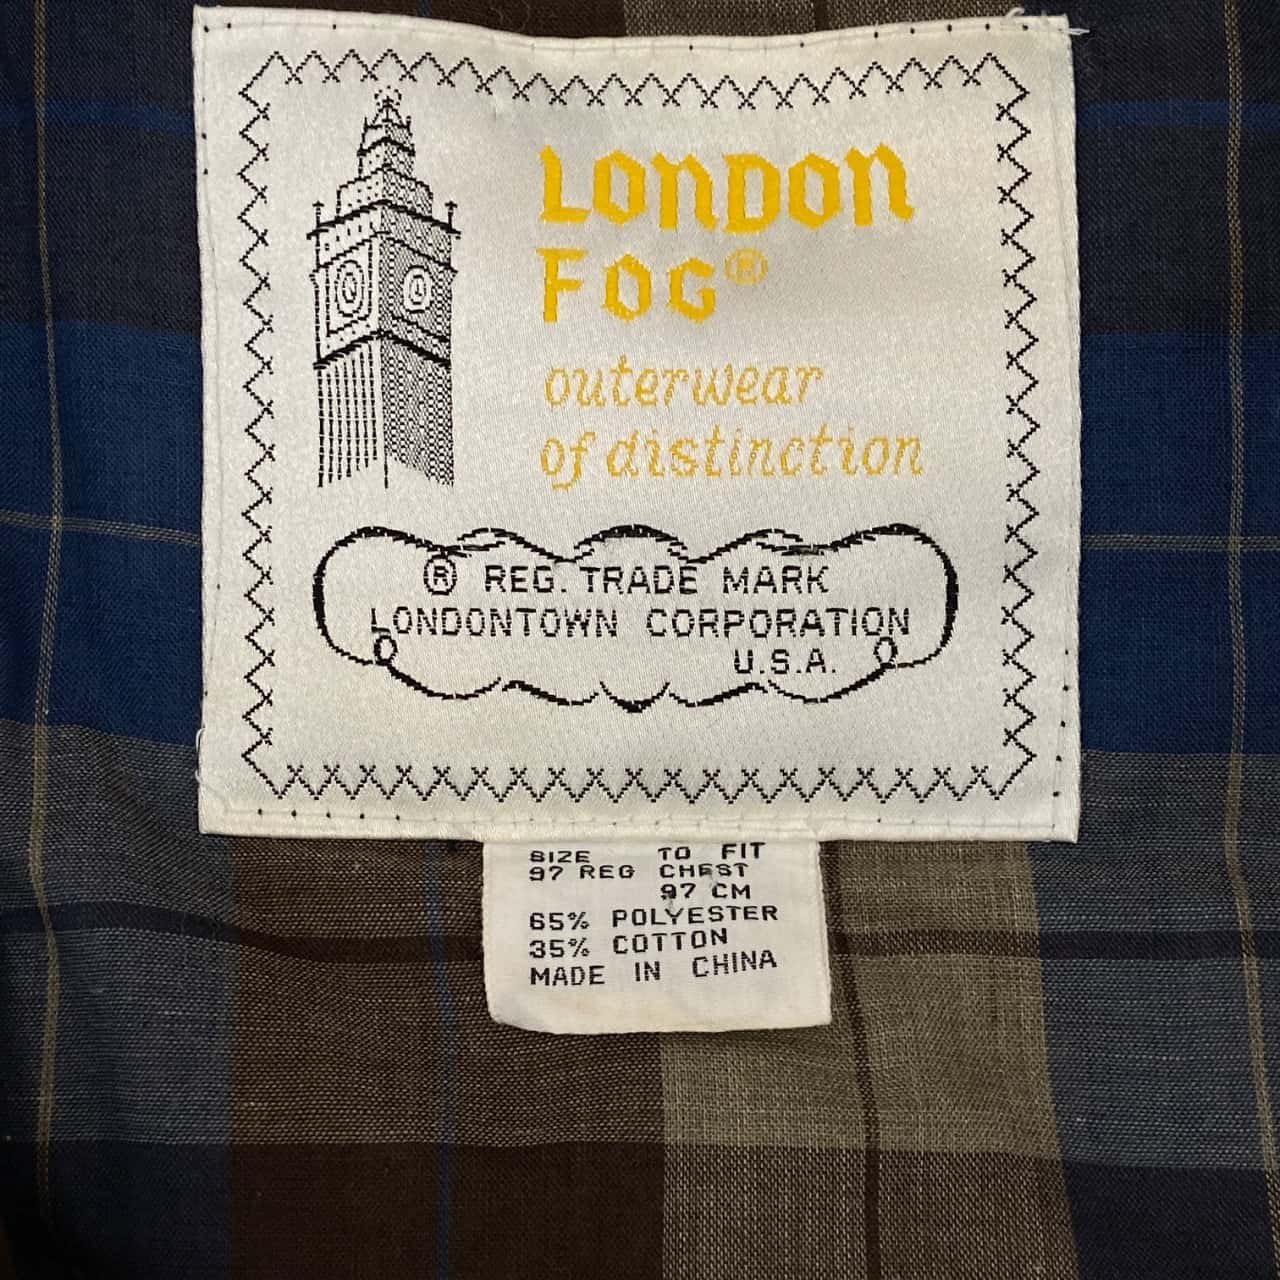 LONDON
FOG®
outerwear
of distinction
® REG. TRADE MARK
LONDONTOWN CORPORATION
U.S.A.
SIZE TO FIT
97 REG CHEST
97 CM
65% POLYESTER
35% COTTON
MADE IN CHINA